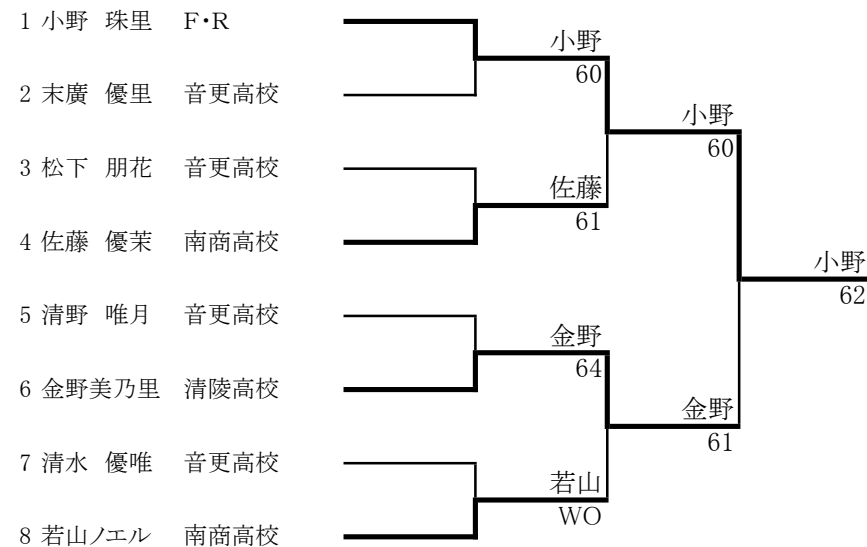 1 小野 珠里 F・R
小野
60
2 末廣 優里 音更高校
小野
60
3 松下 朋花 音更高校
佐藤
61
4 佐藤 優茉 南商高校
小野
62
5 清野 唯月 音更高校
金野
64
6 金野美乃里 清陵高校
金野
61
7 清水 優唯 音更高校
若山
WO
8 若山ノエル 南商高校